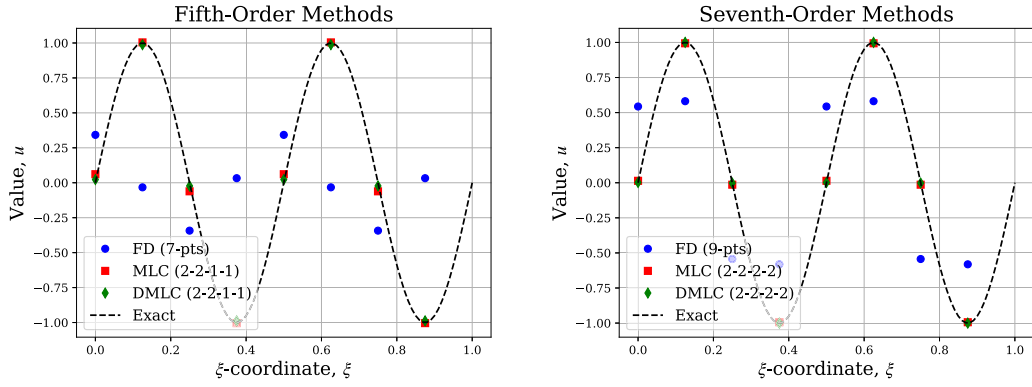 Fifth-Order Methods
1.00
0.75
0.50
0.25
0.00
−0.25
−0.50
−0.75
−1.00
Value, u
FD (7-pts)
MLC (2-2-1-1)
DMLC (2-2-1-1)
Exact
0.0 0.2 0.4 0.6 0.8 1.0
ξ-coordinate, ξ
Seventh-Order Methods
1.00
0.75
0.50
0.25
0.00
−0.25
−0.50
−0.75
−1.00
Value, u
FD (9-pts)
MLC (2-2-2-2)
DMLC (2-2-2-2)
Exact
0.0 0.2 0.4 0.6 0.8 1.0
ξ-coordinate, ξ